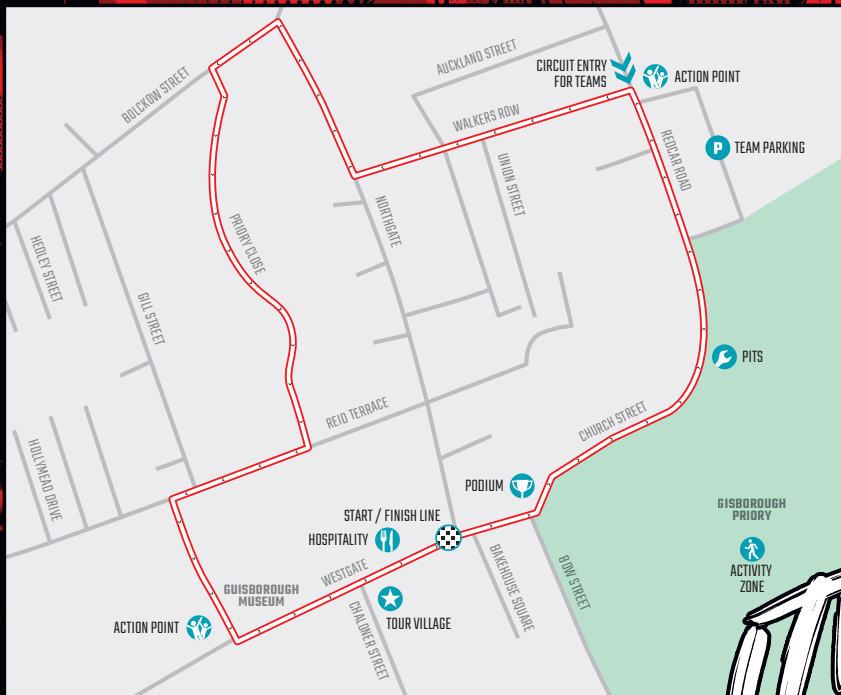 AUCKLAND STREET
CIRCUIT ENTRY
FOR TEAMS
ACTION POINT
BOLCKOW STREET
WALKERS ROW
REDCAR ROAD
P
TEAM PARKING
UNION STREET
NORTHGATE
PRIORY CLOSE
HEDLEY STREET
GILL STREET
PITS
REID TERRACE
CHURCH STREET
HOLLYMEAD DRIVE
PODIUM
START / FINISH LINE
HOSPITALITY
GISBOROUGH
PRIORY
WESTGATE
BAKEHOUSE SQUARE
BOW STREET
ACTIVITY
ZONE
GUISBOROUGH
MUSEUM
CHALONER STREET
TOUR VILLAGE
ACTION POINT